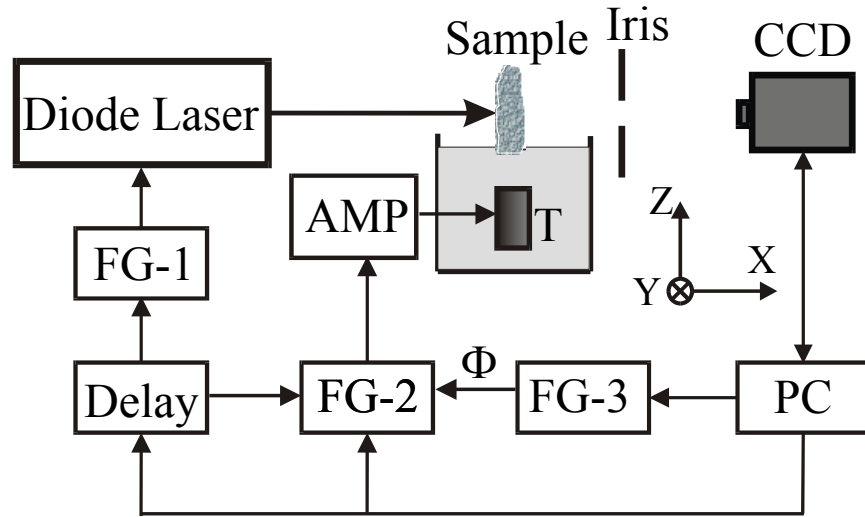 Sample
Iris
CCD
Diode Laser
AMP
T
Z
X
Y
FG-1
Φ
Delay
FG-2
FG-3
PC